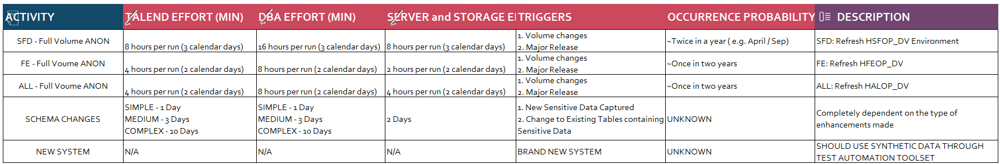 ACTIVITY TALEND EFFORT (MIN) DBA EFFORT (MIN) SERVER and STORAGE E TRIGGERS OCCURRENCE PROBABILITY DESCRIPTION
SFD - Full Volume ANON 8 hours per run (3 calendar days) 16 hours per run (3 calendar days) 8 hours per run (3 calendar days) 1. Volume changes ~Twice in a year ( e.g. April / Sep) SFD: Refresh HSFOP_DV Environment
2. Major Release
FE - Full Voume ANON 4 hours per run (2 calendar days) 8 hours per run (2 calendar days) 2 hours per run (2 calendar days) 1. Volume changes ~Once in two years FE: Refresh HFEOP_DV
2. Major Release
ALL - Full Voume ANON 4 hours per run (2 calendar days) 8 hours per run (2 calendar days) 4 hours per run (2 calendar days) 1. Volume changes ~Once in two years ALL: Refresh HALOP_DV
2. Major Release
SCHEMA CHANGES
SIMPLE - 1 Day
MEDIUM - 3 Days
COMPLEX - 10 Days
SIMPLE - 1 Day
MEDIUM - 3 Days
COMPLEX - 10 Days
2 Days
1. New Sensitive Data Captured
2. Change to Existing Tables containing
Sensitive Data
UNKNOWN
Completely dependent on the type of
enhancements made
NEW SYSTEM N/A N/A N/A BRAND NEW SYSTEM UNKNOWN SHOULD USE SYNTHETIC DATA THROUGH
TEST AUTOMATION TOOLSET